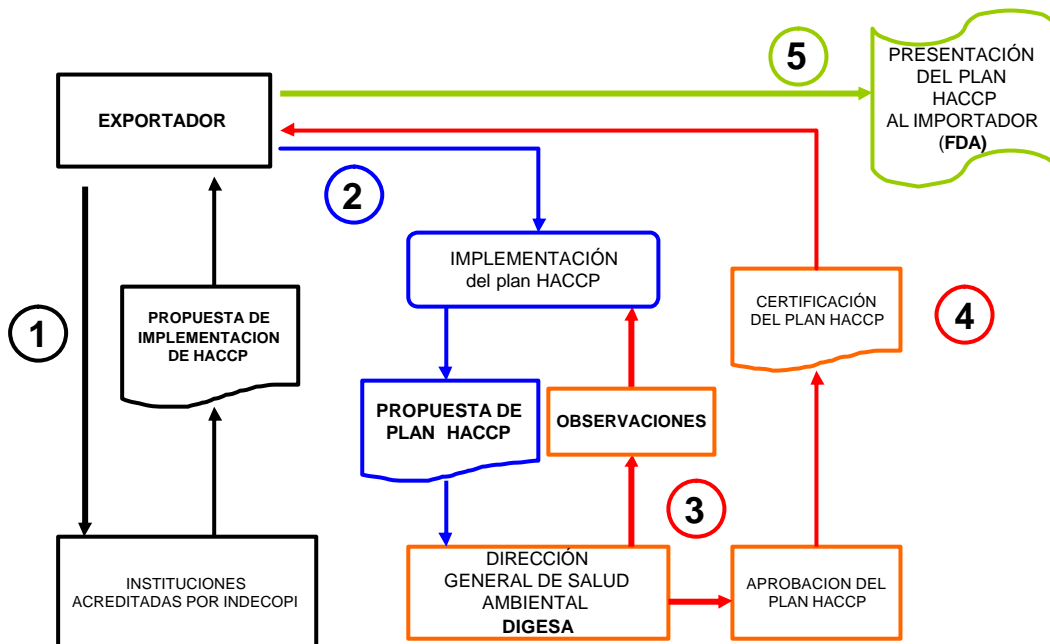 5
PRESENTACIÓN
DEL PLAN
HACCP
AL IMPORTADOR
(FDA)
EXPORTADOR
2
IMPLEMENTACIÓN
del plan HACCP
1
PROPUESTA DE
IMPLEMENTACION
DE HACCP
CERTIFICACIÓN
DEL PLAN HACCP
4
PROPUESTA DE
PLAN HACCP
OBSERVACIONES
3
INSTITUCIONES
ACREDITADAS POR INDECOPI
DIRECCIÓN
GENERAL DE SALUD
AMBIENTAL
DIGESA
APROBACION DEL
PLAN HACCP